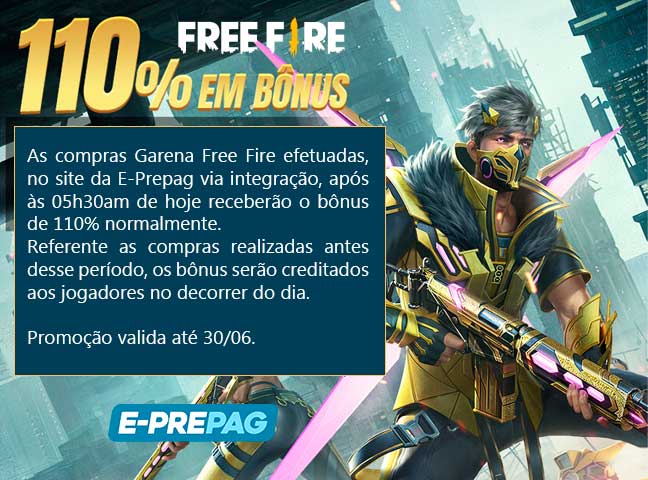 FREE FIRE
110% EM BÔNUS
As compras Garena Free Fire efetuadas,
no site da E-Prepag via integração, após
às 05h30am de hoje receberão o bônus
de 110% normalmente.
Referente as compras realizadas antes
desse período, os bônus serão creditados
aos jogadores no decorrer do dia.
Promoção valida até 30/06.
E-PREPAG